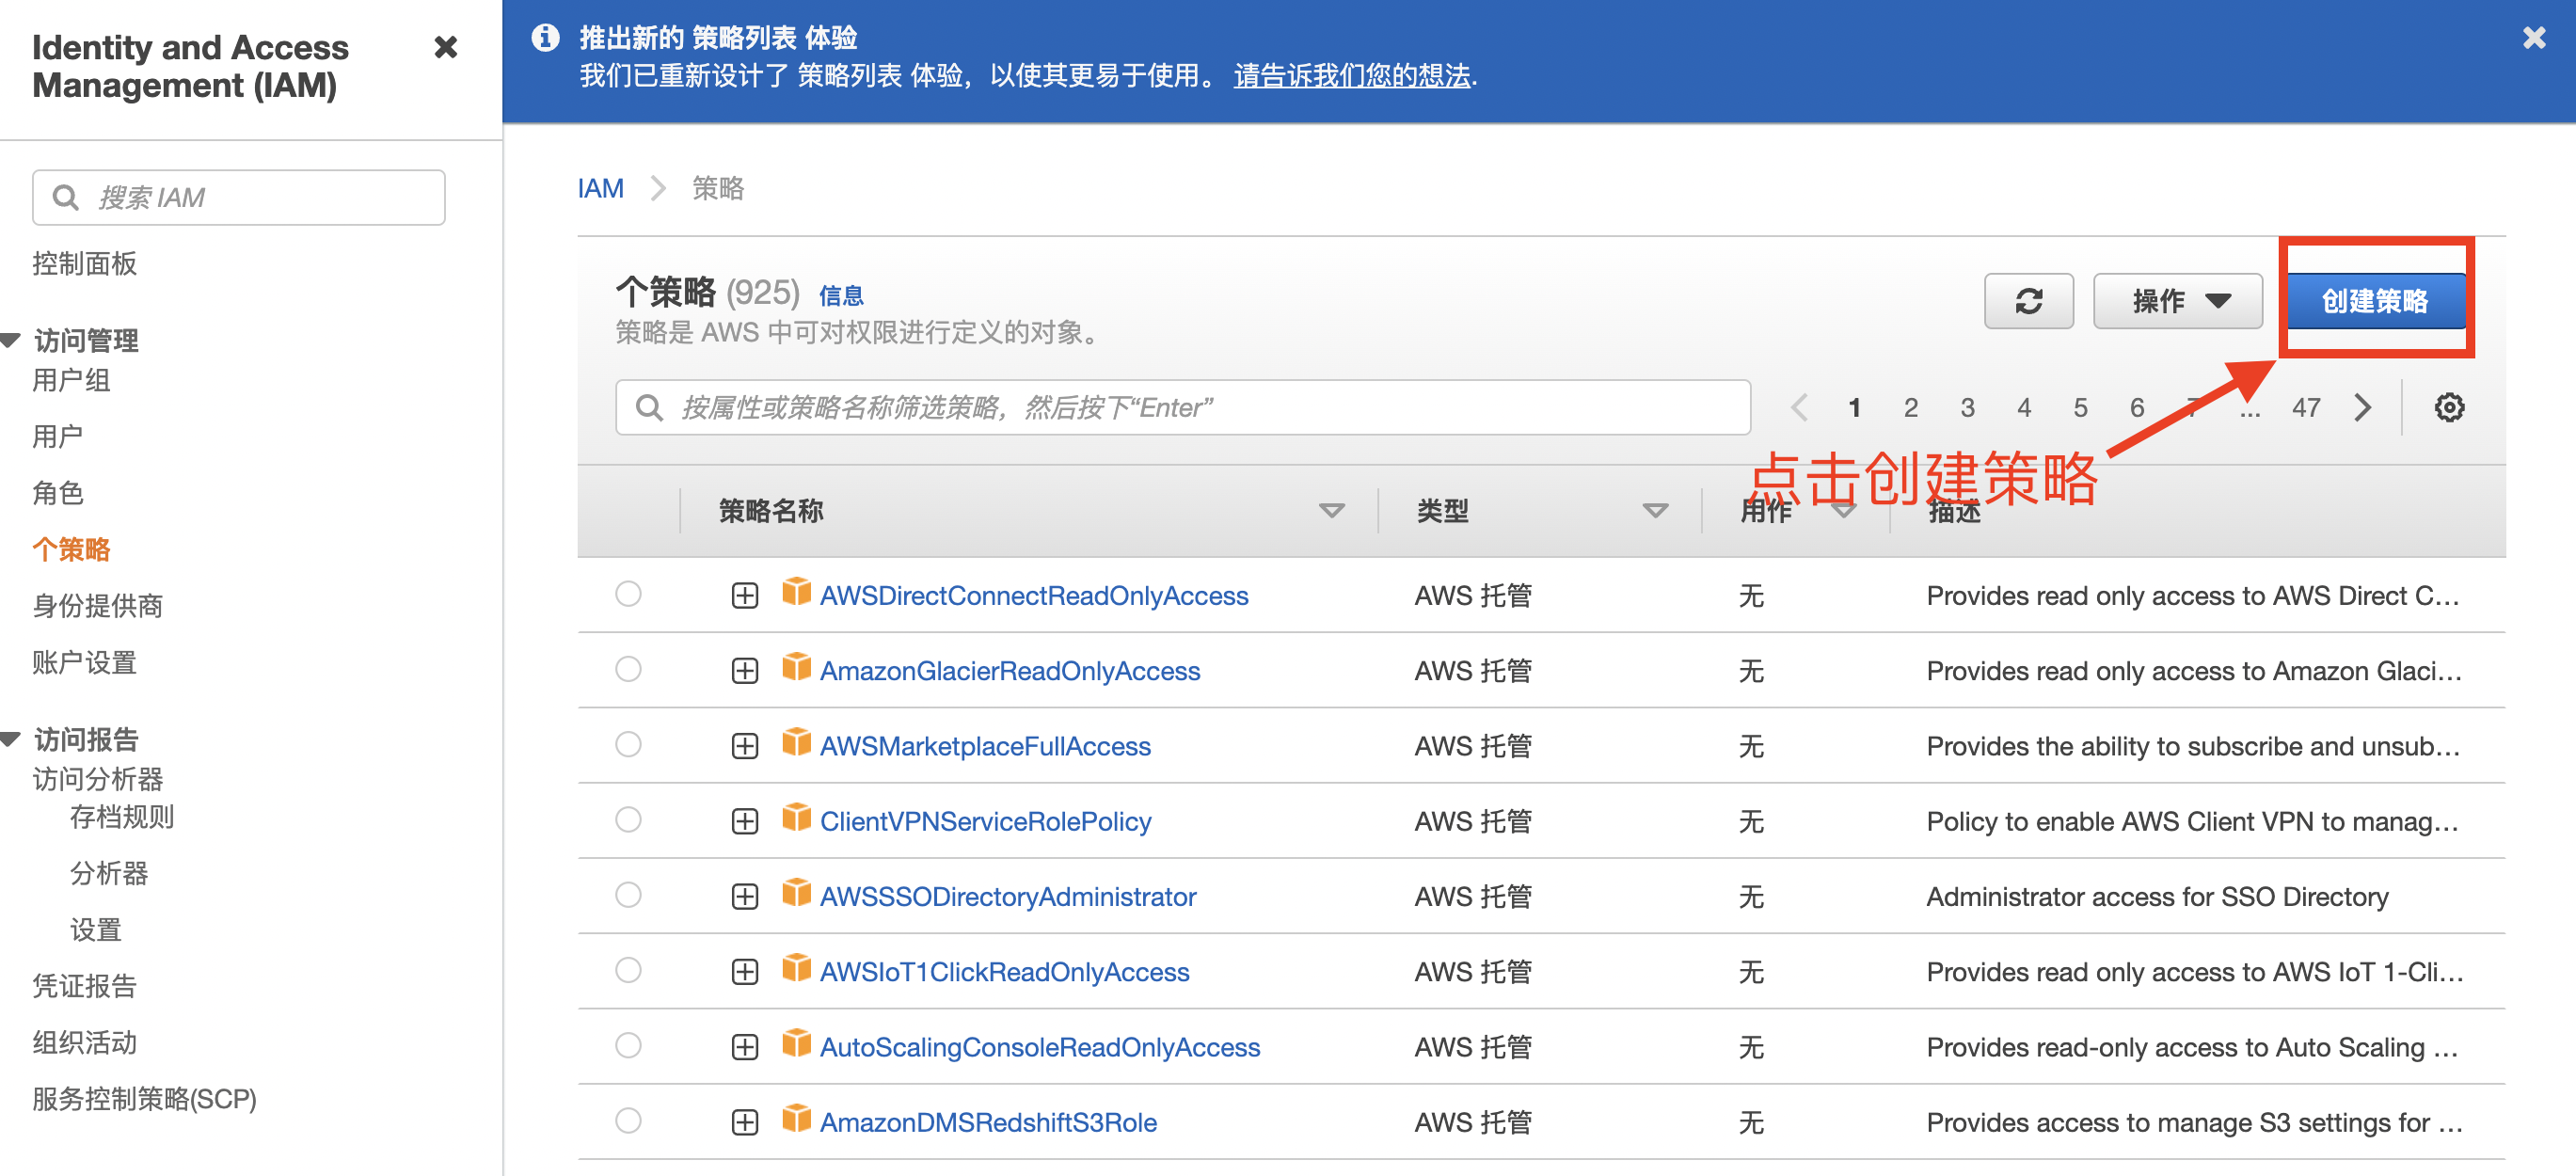 Identity and Access
Management (IAM)
搜索 IAM
控制面板
访问管理
用户组
用户
角色
个策略
身份提供商
账户设置
访问报告
访问分析器
存档规则
分析器
设置
凭证报告
组织活动
服务控制策略(SCP)
推出新的 策略列表 体验
我们已重新设计了 策略列表 体验，以使其更易于使用。 请告诉我们您的想法.
IAM 策略
个策略 (925) 信息
策略是 AWS 中可对权限进行定义的对象。
操作
创建策略
按属性或策略名称筛选策略，然后按下“Enter”
1 2 3 4 5 6 7 ... 47
点击创建策略
策略名称 类型 用作 描述
AWSDirectConnectReadOnlyAccess AWS 托管 无 Provides read only access to AWS Direct C…
AmazonGlacierReadOnlyAccess AWS 托管 无 Provides read only access to Amazon Glaci…
AWSMarketplaceFullAccess AWS 托管 无 Provides the ability to subscribe and unsub…
ClientVPNServiceRolePolicy AWS 托管 无 Policy to enable AWS Client VPN to manag…
AWSSSODirectoryAdministrator AWS 托管 无 Administrator access for SSO Directory
AWSIoT1ClickReadOnlyAccess AWS 托管 无 Provides read only access to AWS IoT 1-Cli…
AutoScalingConsoleReadOnlyAccess AWS 托管 无 Provides read-only access to Auto Scaling …
AmazonDMSRedshiftS3Role AWS 托管 无 Provides access to manage S3 settings for …